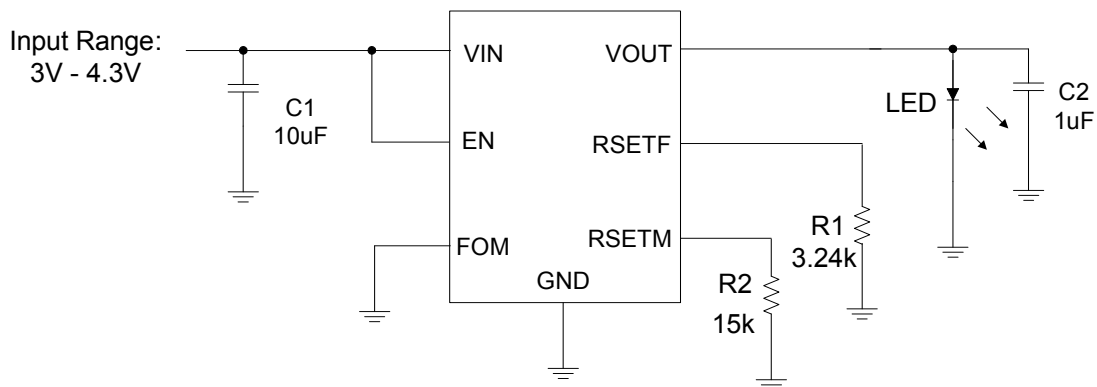 Input Range:
3V - 4.3V
C1
10uF
VIN
EN
FOM
GND
VOUT
RSETF
RSETM
R2
15k
R1
3.24k
LED
C2
1uF